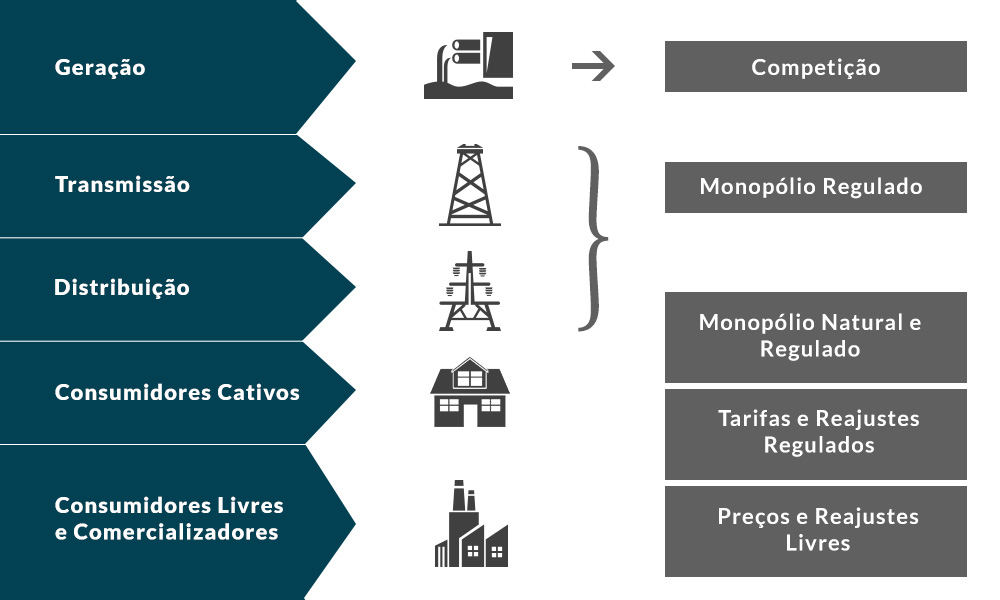 Geração
Competição
Transmissão
Monopólio Regulado
Distribuição
Monopólio Natural e
Regulado
Consumidores Cativos
Tarifas e Reajustes
Regulados
Consumidores Livres
e Comercializadores
Preços e Reajustes
Livres